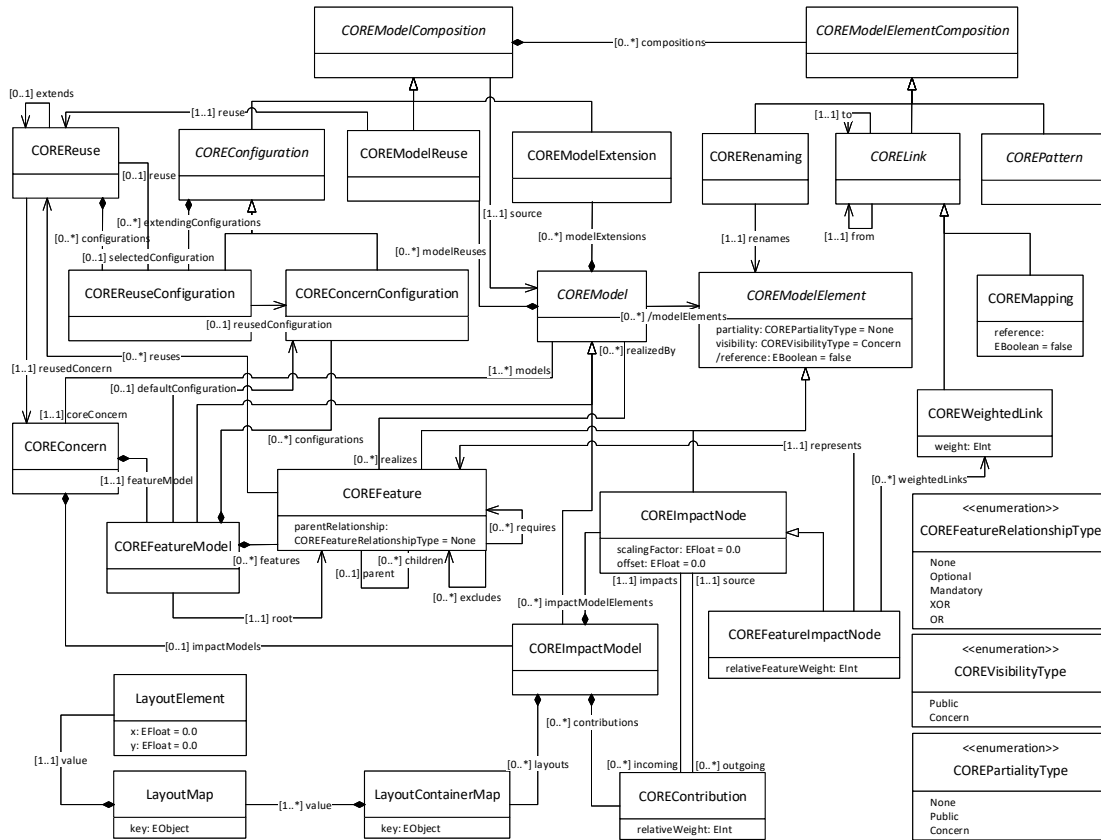 COREModelComposition
[0..*] compositions
COREModelElementComposition
[0..1] extends
[1..1] reuse
[1..1] to
COREReuse
COREConfiguration
COREModelReuse
COREModelExtension
CORERenaming
CORELink
COREPattern
[0..1] reuse
[1..1] source
[0..*] extendingConfigurations
[0..*] configurations
[0..1] selectedConfiguration
[0..*] modelReuses
[0..*] modelExtensions
[1..1] renames
[1..1] from
COREReuseConfiguration
COREConcernConfiguration
COREModel
COREModelElement
partiality: COREPartialityType = None
visibility: COREVisibilityType = Concern
/reference: EBoolean = false
COREMapping
reference:
EBoolean = false
[0..1] reusedConfiguration
[0..*] /modelElements
[0..*] reuses
[0..*] realizedBy
[1..1] reusedConcern
[0..1] defaultConfiguration
[1..*] models
[1..1] coreConcern
COREConcern
[0..*] configurations
[0..*] realizes
[1..1] represents
COREWeightedLink
weight: EInt
[1..1] featureModel
COREFeature
parentRelationship:
COREFeatureRelationshipType = None
[0..*] requires
[0..*] weightedLinks
COREFeatureModel
[0..*] features
[0..*] children
[0..1] parent
[0..*] excludes
COREImpactNode
scalingFactor: EFloat = 0.0
offset: EFloat = 0.0
[1..1] impacts
[1..1] source
<<enumeration>>
COREFeatureRelationshipType
None
Optional
Mandatory
XOR
OR
[1..1] root
[0..*] impactModelElements
[0..1] impactModels
COREImpactModel
COREFeatureImpactNode
relativeFeatureWeight: EInt
<<enumeration>>
COREVisibilityType
Public
Concern
LayoutElement
x: EFloat = 0.0
y: EFloat = 0.0
[0..*] contributions
[1..1] value
[0..*] layouts
[0..*] incoming
[0..*] outgoing
<<enumeration>>
COREPartialityType
None
Public
Concern
LayoutMap
key: EObject
[1..*] value
LayoutContainerMap
key: EObject
COREContribution
relativeWeight: EInt